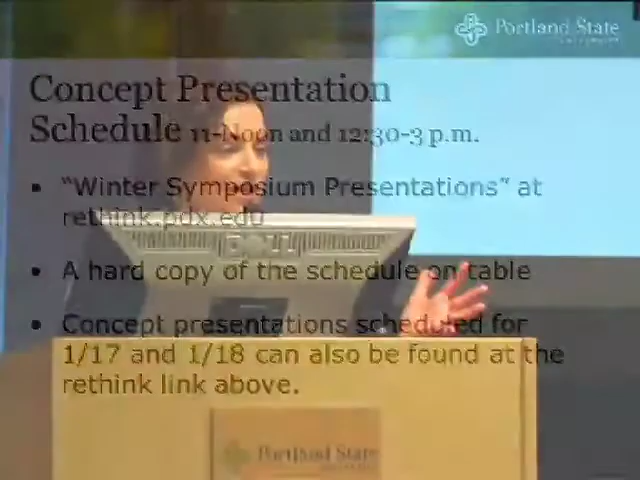 Portland State
UNIVERSITY
Concept Presentation
Schedule 11-Noon and 12:30-3 p.m.
• “Winter Symposium Presentations” at
rethink.pdx.edu
• A hard copy of the schedule on table
• Concept presentations scheduled for
1/17 and 1/18 can also be found at the
rethink link above.
Portland State